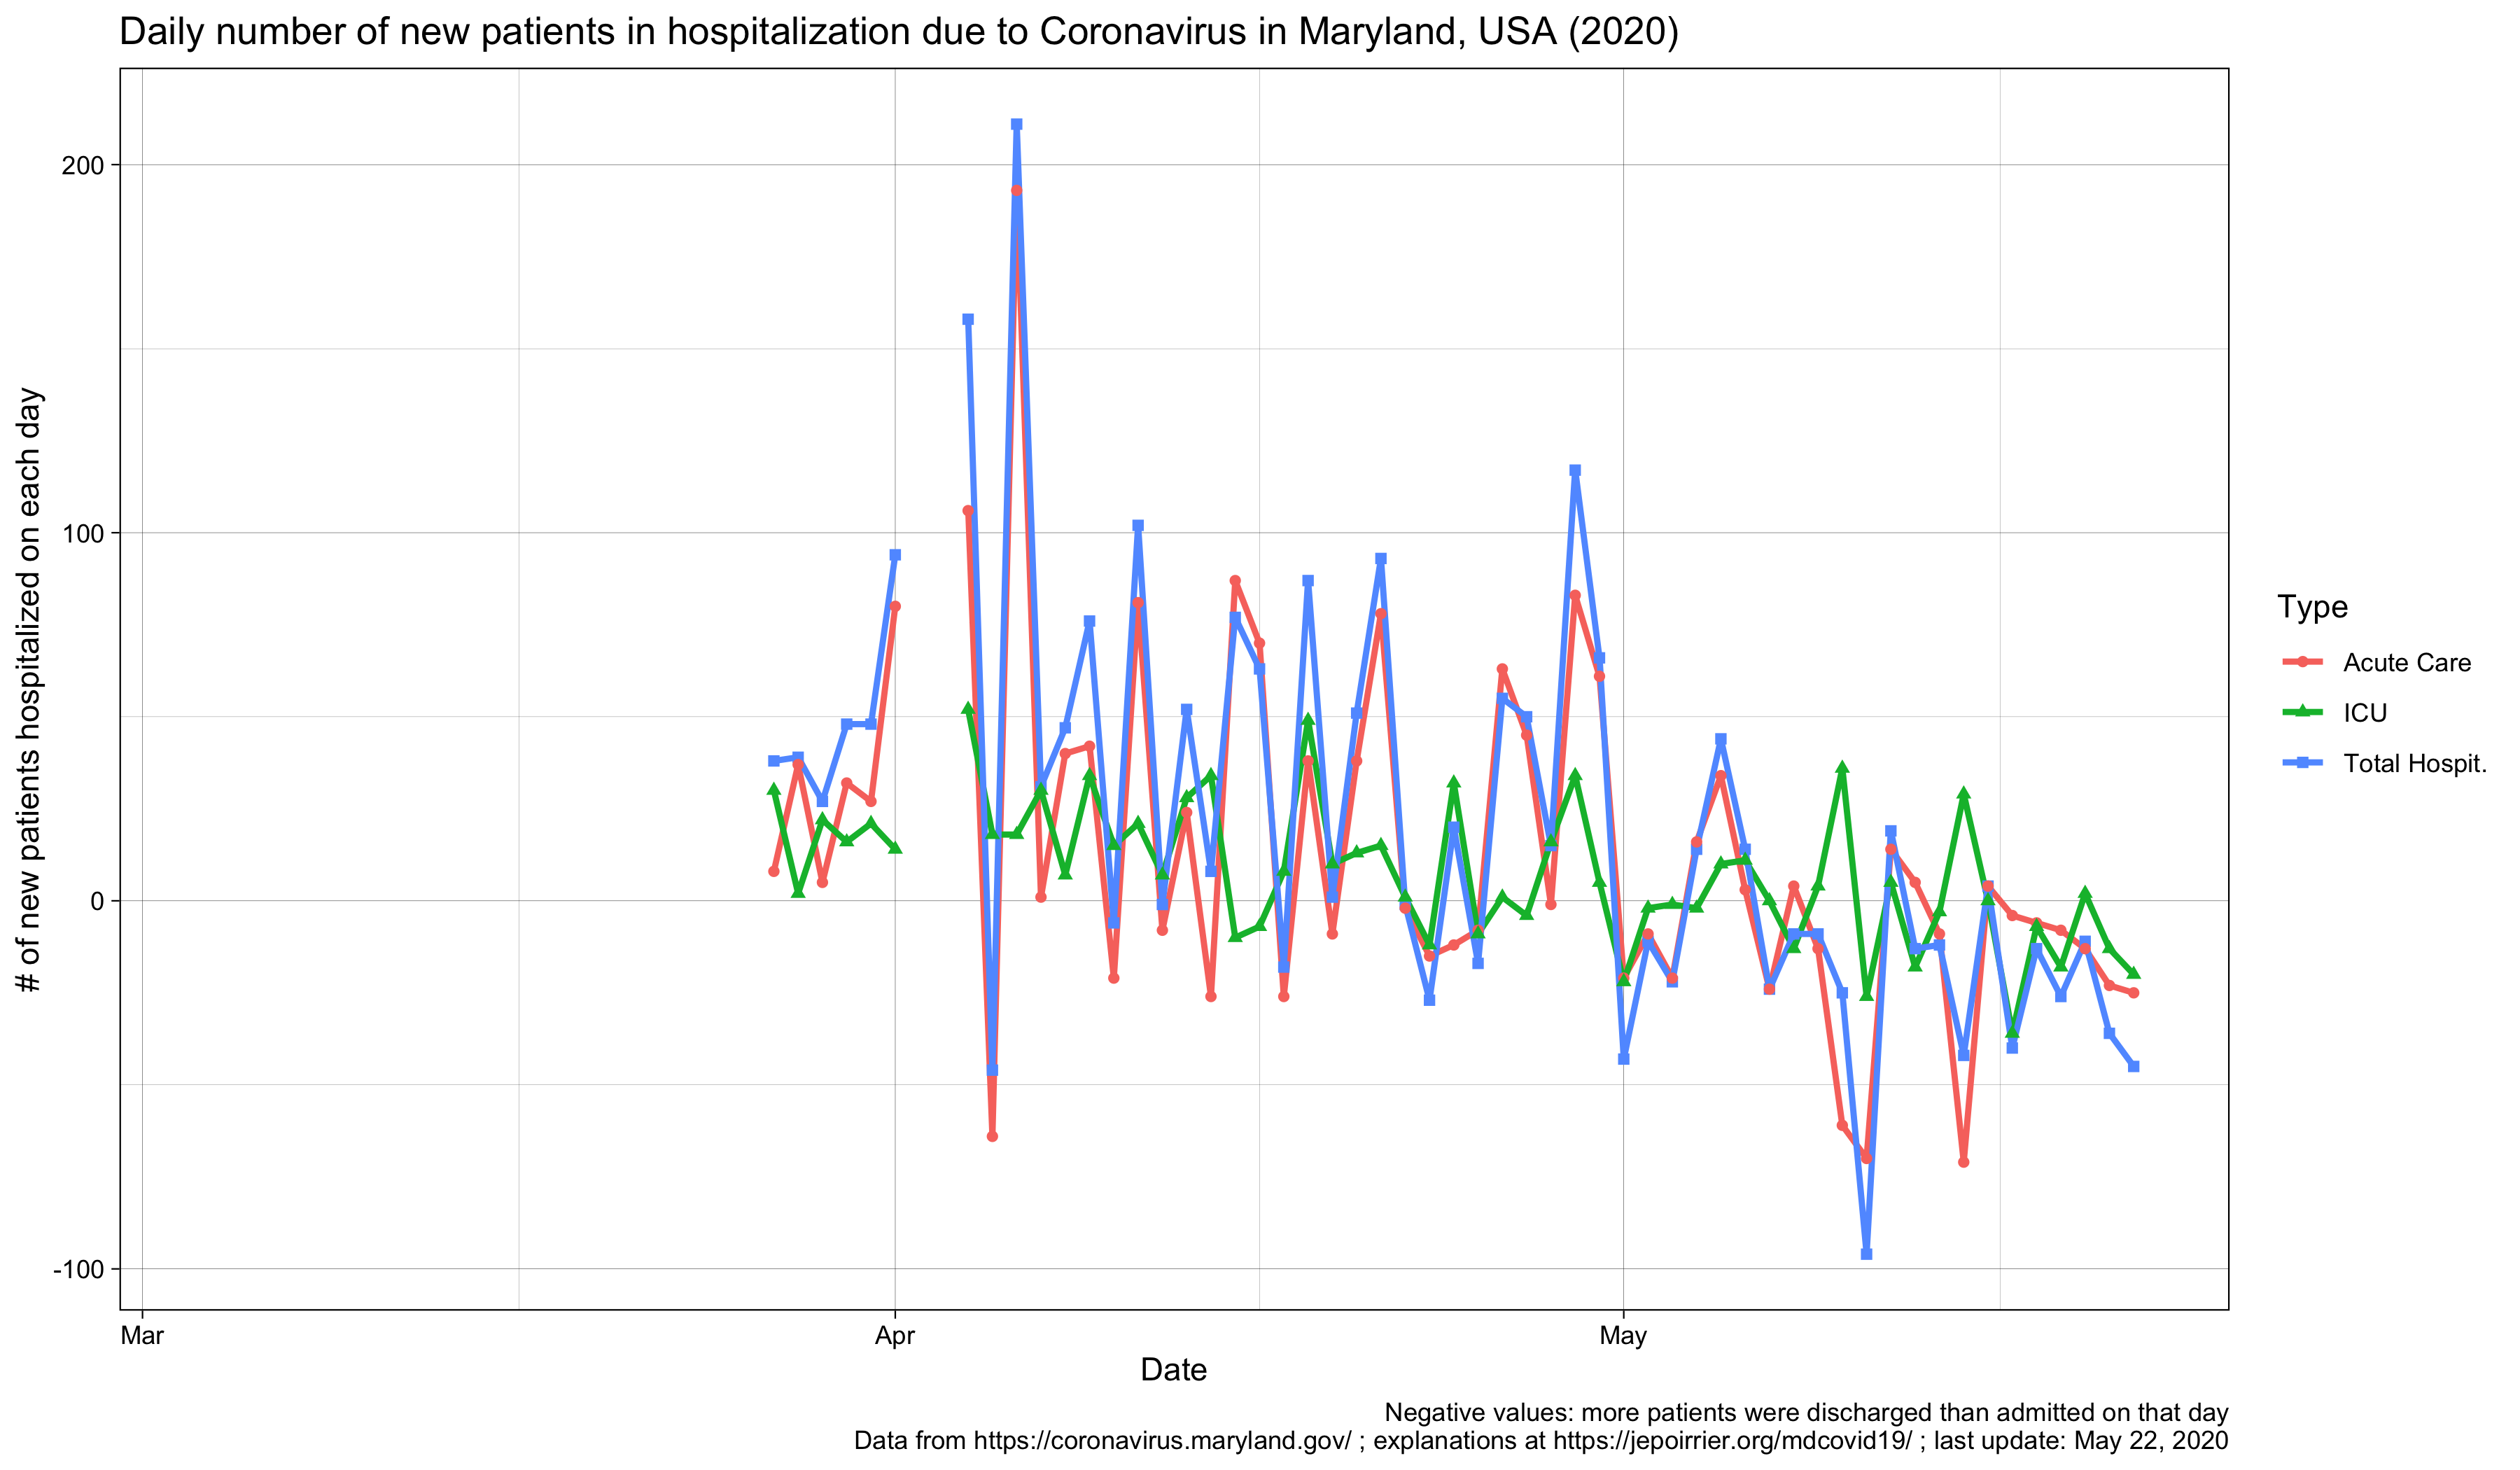 Daily number of new patients in hospitalization due to Coronavirus in Maryland, USA (2020)
# of new patients hospitalized on each day
200
100
0
-100
Mar
Apr
May
Date
Type
Acute Care
ICU
Total Hospit.
Negative values: more patients were discharged than admitted on that day
Data from https://coronavirus.maryland.gov/ ; explanations at https://jepoirrier.org/mdcovid19/ ; last update: May 22, 2020